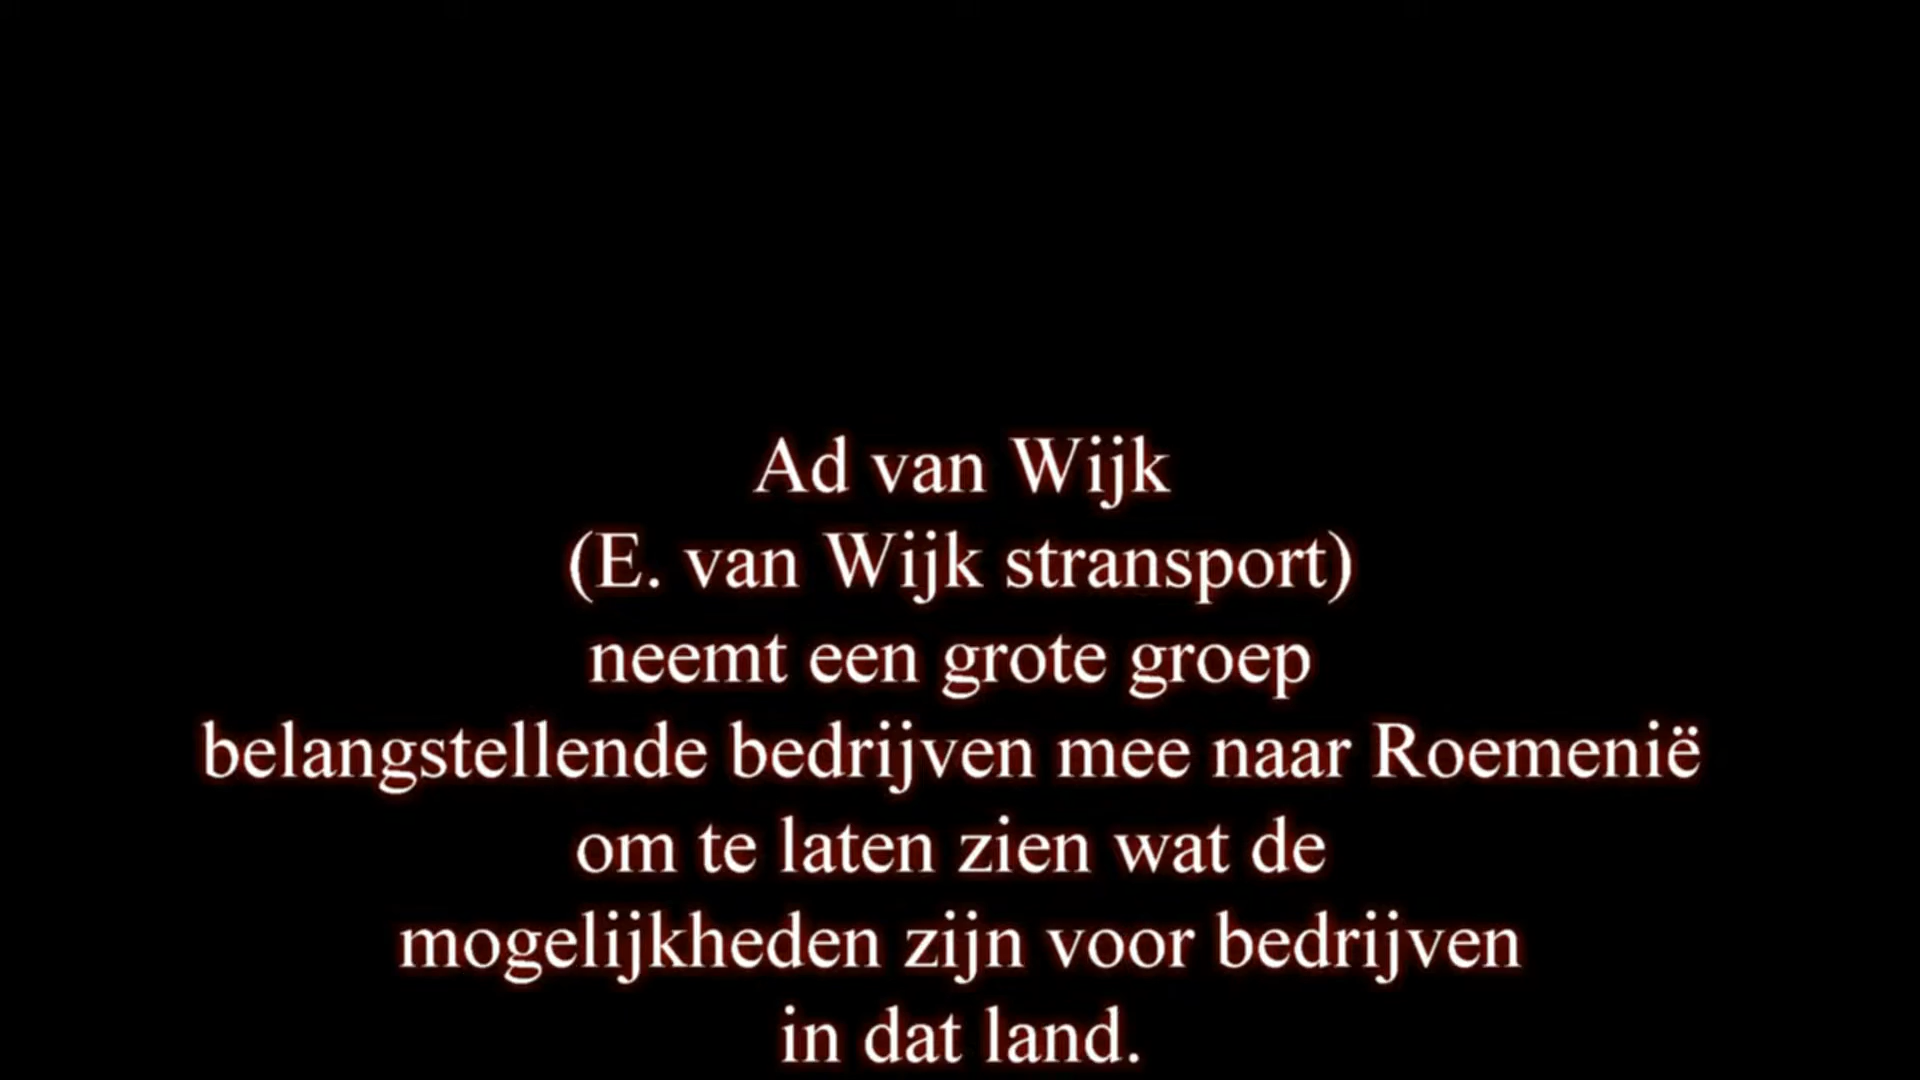 Ad van Wijk
(E. van Wijk stransport)
neemt een grote groep
belangstellende bedrijven mee naar Roemenië
om te laten zien wat de
mogelijkheden zijn voor bedrijven
in dat land.